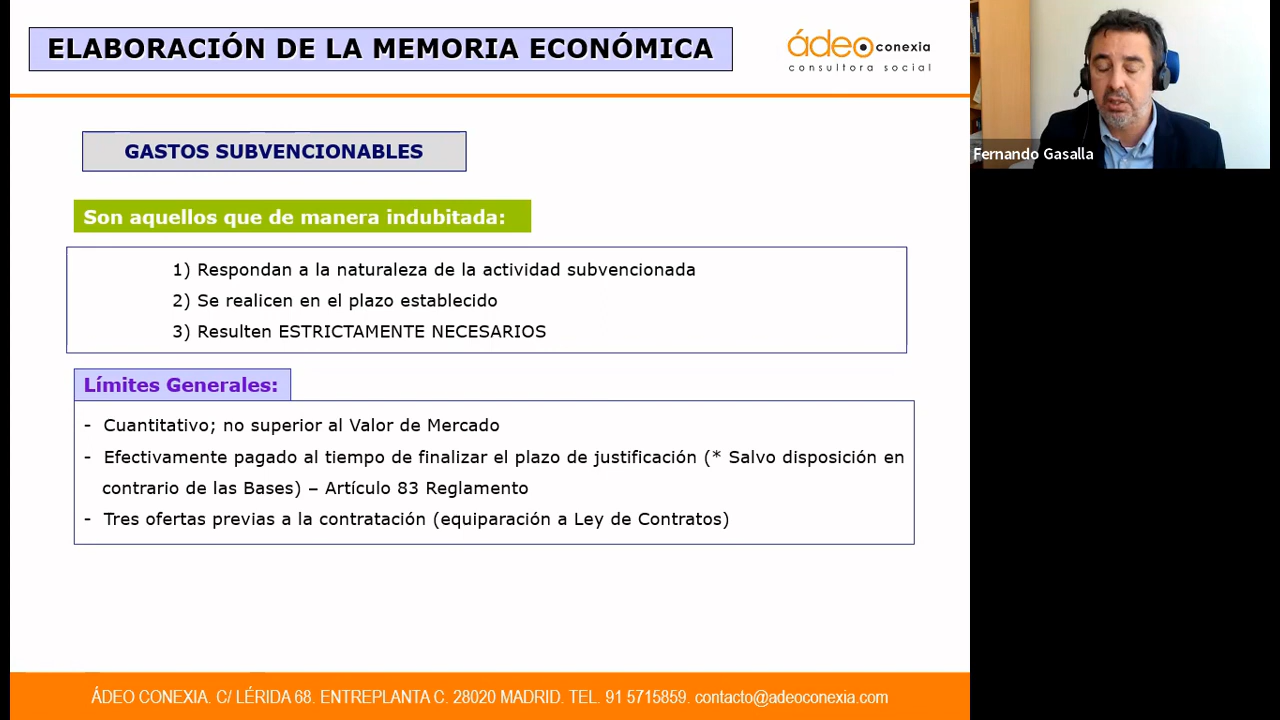 ELABORACIÓN DE LA MEMORIA ECONÓMICA
ádeo conexia
consultora social
Fernando Gasalla
GASTOS SUBVENCIONABLES
Son aquellos que de manera indubitada:
1) Respondan a la naturaleza de la actividad subvencionada
2) Se realicen en el plazo establecido
3) Resulten ESTRICTAMENTE NECESARIOS
Límites Generales:
- Cuantitativo; no superior al Valor de Mercado
- Efectivamente pagado al tiempo de finalizar el plazo de justificación (* Salvo disposición en
contrario de las Bases) – Artículo 83 Reglamento
- Tres ofertas previas a la contratación (equiparación a Ley de Contratos)
ÁDEO CONEXIA. C/ LÉRIDA 68. ENTREPLANTA C. 28020 MADRID. TEL. 91 5715859. contacto@adeoconexia.com